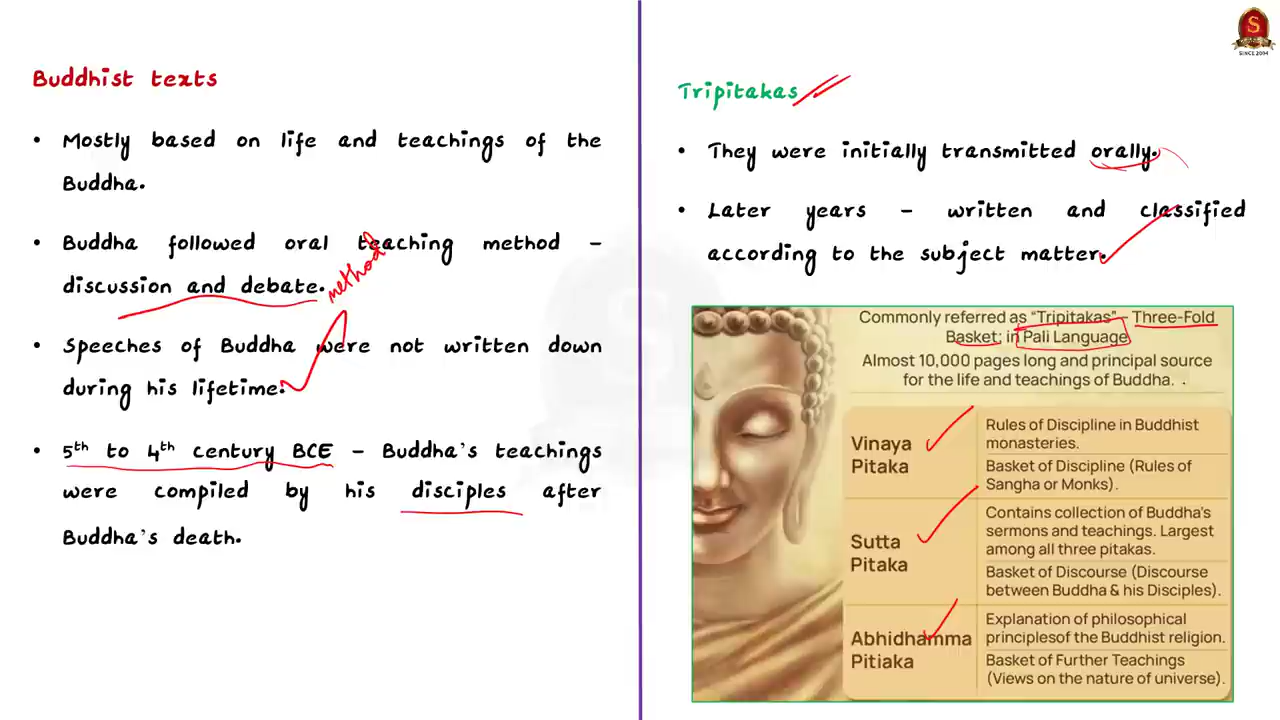 Buddhist texts
• Mostly based on life and teachings of the
Buddha.
• Buddha followed oral teaching method –
discussion and debate.
method
• Speeches of Buddha were not written down
during his lifetime.
• 5th to 4th century BCE – Buddha's teachings
were compiled by his disciples after
Buddha's death.
S
SINCE 2004
Tripitakas
• They were initially transmitted orally.
• Later years – written and classified
according to the subject matter.
Commonly referred as "Tripitakas" – Three-Fold
Basket; in Pali Language
Almost 10,000 pages long and principal source
for the life and teachings of Buddha. .
Vinaya
Pitaka
Rules of Discipline in Buddhist
monasteries.
Basket of Discipline (Rules of
Sangha or Monks).
Sutta
Pitaka
Contains collection of Buddha's
sermons and teachings. Largest
among all three pitakas.
Basket of Discourse (Discourse
between Buddha & his Disciples).
Abhidhamma
Pitiaka
Explanation of philosophical
principlesof the Buddhist religion.
Basket of Further Teachings
(Views on the nature of universe).